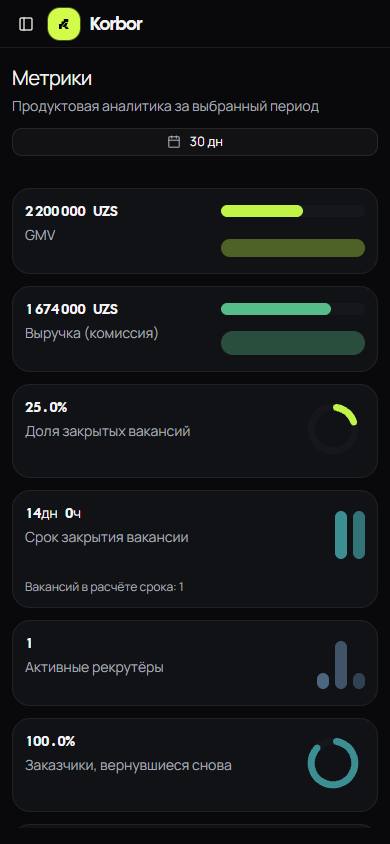 Korbor
Метрики
Продуктовая аналитика за выбранный период
30 дн
2 200 000 UZS
GMV
1 674 000 UZS
Выручка (комиссия)
25.0%
Доля закрытых вакансий
14дн 0ч
Срок закрытия вакансии
Вакансий в расчёте срока: 1
1
Активные рекрутёры
100.0%
Заказчики, вернувшиеся снова